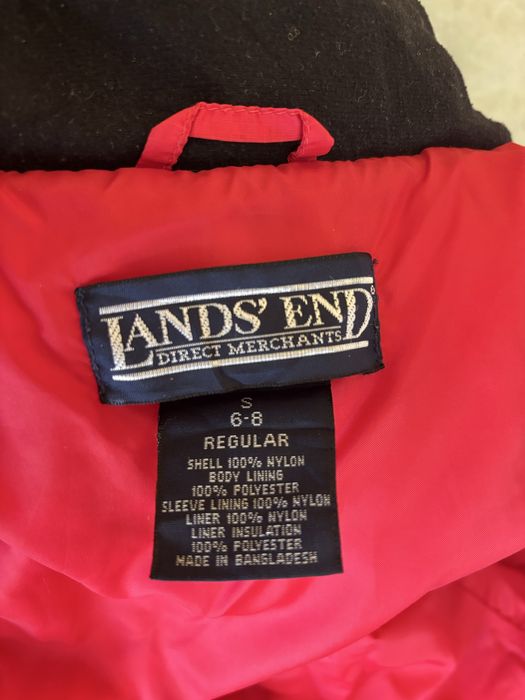 LANDS' END®
DIRECT MERCHANTS
S
6-8
REGULAR
SHELL 100% NYLON
BODY LINING
100% POLYESTER
SLEEVE LINING 100% NYLON
LINER 100% NYLON
LINER INSULATION
100% POLYESTER
MADE IN BANGLADESH